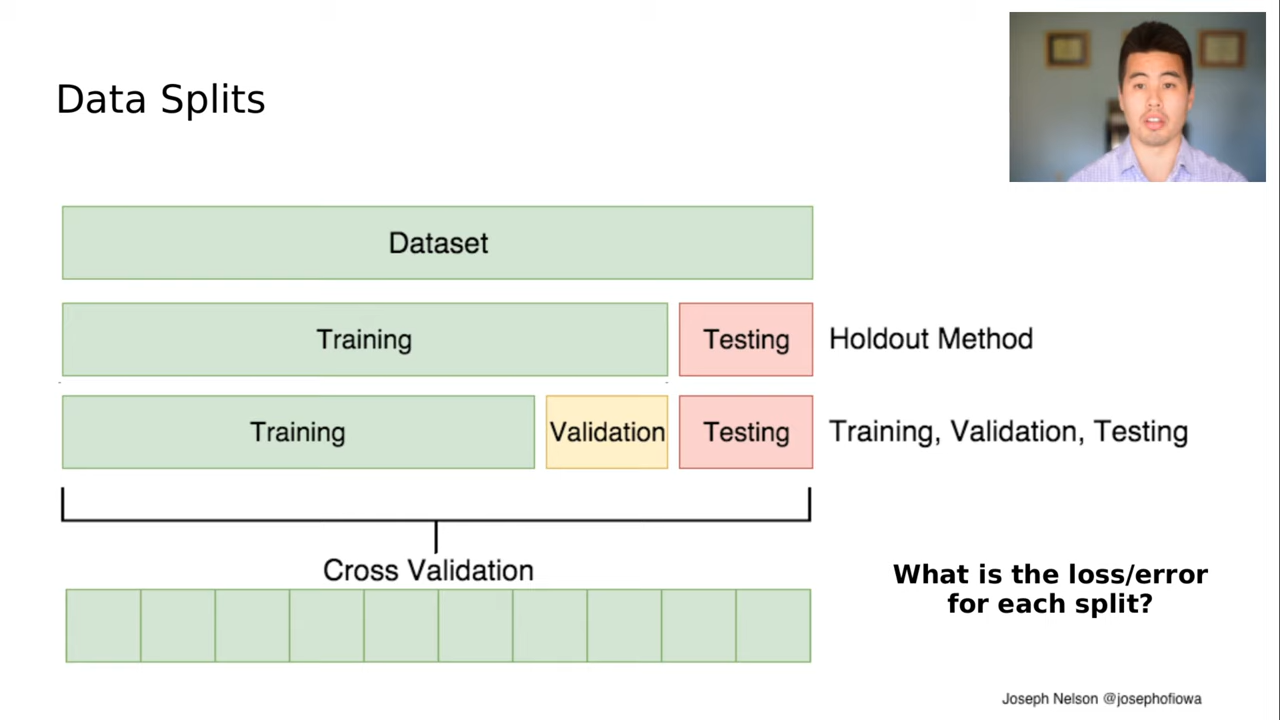 Data Splits
Dataset
Training
Testing
Holdout Method
Training
Validation
Testing
Training, Validation, Testing
Cross Validation
What is the loss/error
for each split?
Joseph Nelson @josephofiowa